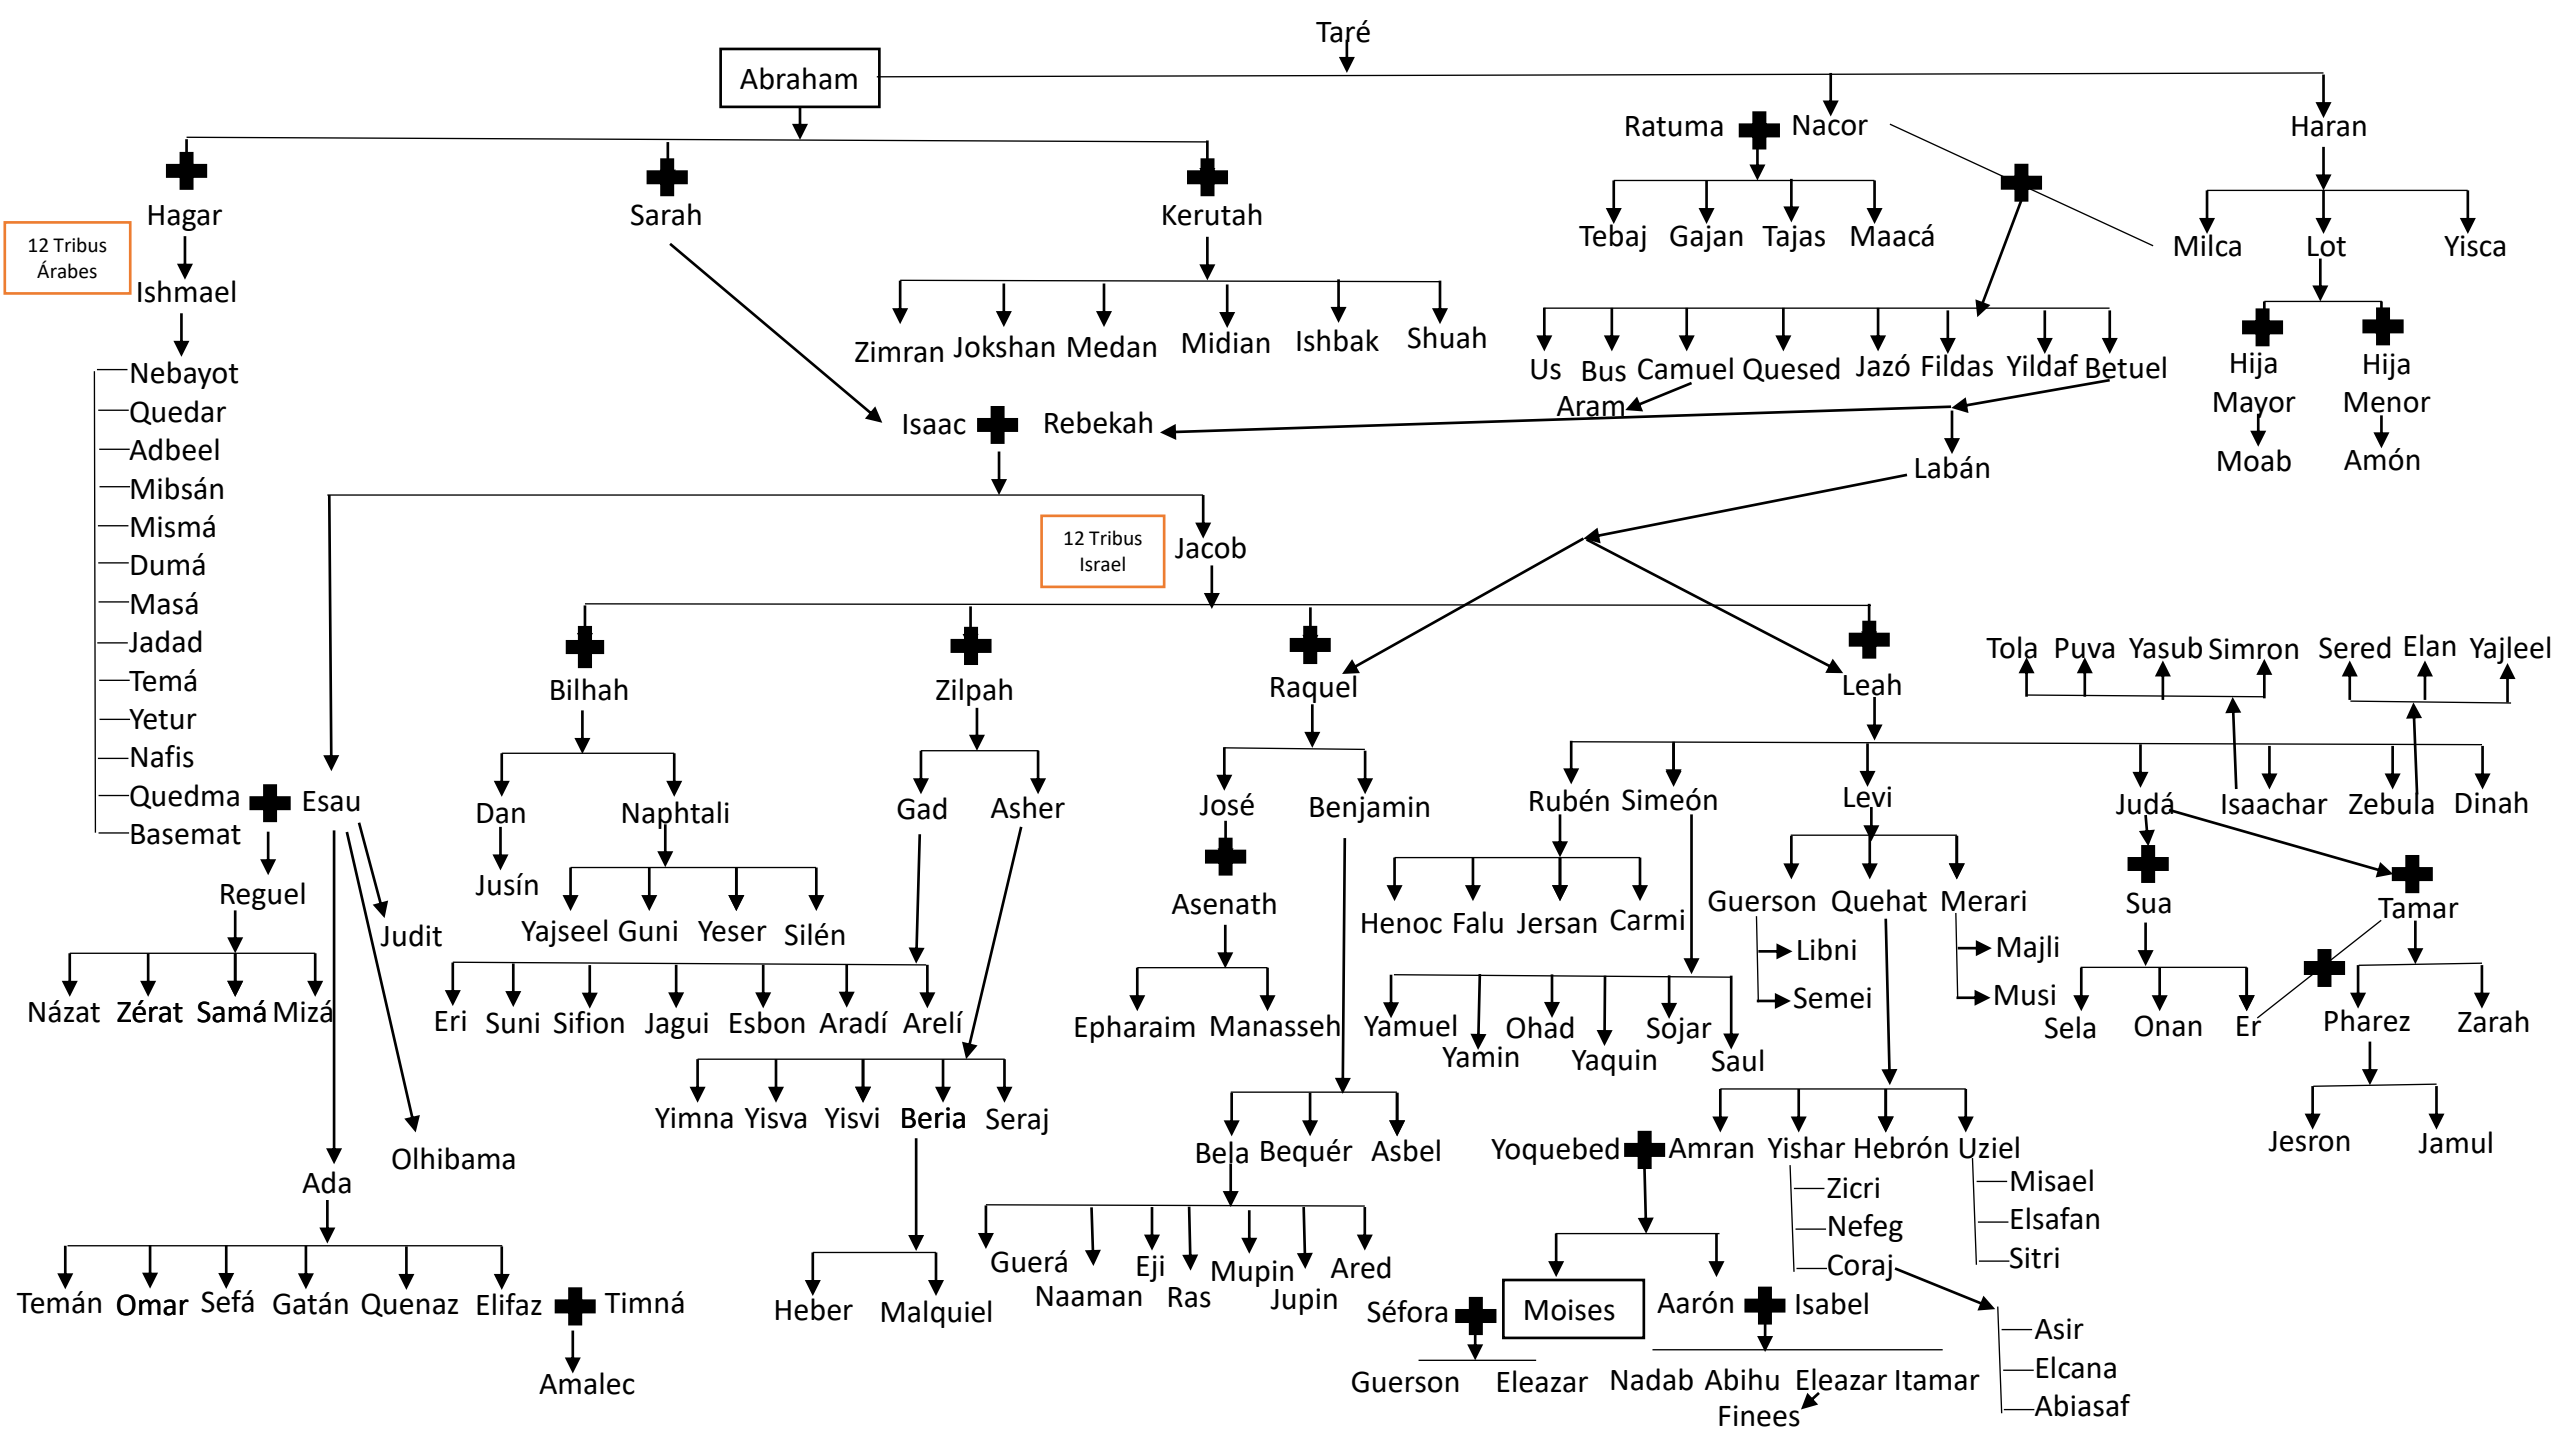 Taré
Abraham
Ratuma
Nacor
Haran
Hagar
Sarah
Kerutah
Tebaj
Gajan
Tajas
Maacá
Milca
Lot
Yisca
12 Tribus
Árabes
Ishmael
Zimran
Jokshan
Medan
Midian
Ishbak
Shuah
Us
Bus
Camuel
Quesed
Jazó
Fildas
Yildaf
Betuel
Hija
Mayor
Hija
Menor
Aram
Isaac
Rebekah
Labán
Moab
Amón
Nebayot
Quedar
Adbeel
Mibsán
Mismá
Dumá
Masá
Jadad
Temá
Yetur
Nafis
Quedma
Basemat
12 Tribus
Israel
Jacob
Bilhah
Zilpah
Raquel
Leah
Tola
Puva
Yasub
Simron
Sered
Elan
Yajleel
Esau
Dan
Naphtali
Gad
Asher
José
Benjamin
Rubén
Simeón
Levi
Judá
Isaachar
Zebula
Dinah
Reguel
Judit
Jusín
Yajseel
Guni
Yeser
Silén
Asenath
Henoc
Falu
Jersan
Carmi
Guerson
Quehat
Merari
Sua
Tamar
Libni
Semei
Majli
Musi
Názat
Zérat
Samá
Mizá
Eri
Suni
Sifion
Jagui
Esbon
Aradí
Arelí
Epharaim
Manasseh
Yamuel
Yamin
Ohad
Yaquin
Sojar
Saul
Sela
Onan
Er
Pharez
Zarah
Yimna
Yisva
Yisvi
Beria
Seraj
Olhibama
Ada
Bela
Bequér
Asbel
Yoquebed
Amran
Yishar
Hebrón
Uziel
Jesron
Jamul
Zicri
Nefeg
Coraj
Misael
Elsafan
Sitri
Temán
Omar
Sefá
Gatán
Quenaz
Elifaz
Timná
Heber
Malquiel
Guerá
Naaman
Eji
Ras
Mupin
Jupin
Ared
Séfora
Moises
Aarón
Isabel
Asir
Elcana
Abiasaf
Amalec
Guerson
Eleazar
Nadab
Abihu
Eleazar
Itamar
Finees